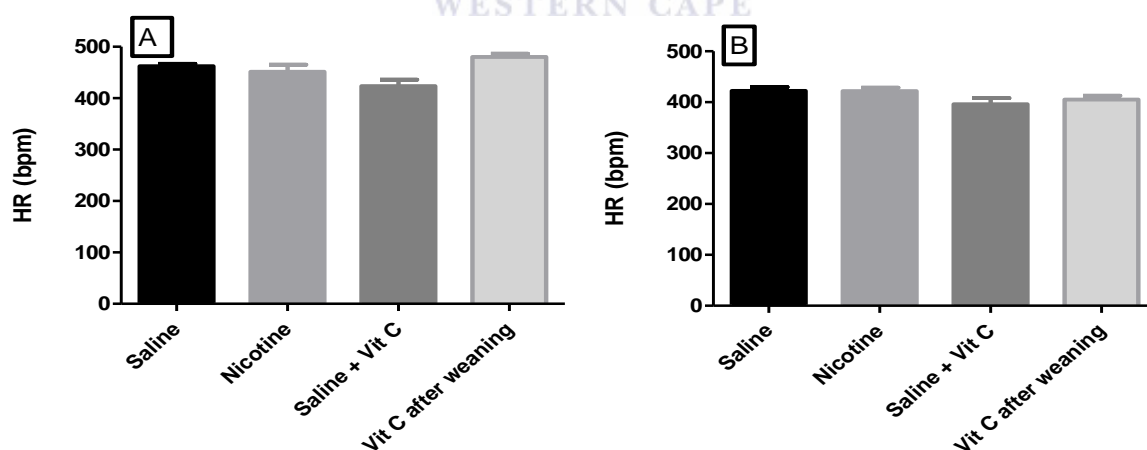 WESTERN CAPE
A
500
400
300
200
100
0
HR (bpm)
Saline
Nicotine
Saline + Vit C
Vit C after weaning
B
500
400
300
200
100
0
HR (bpm)
Saline
Nicotine
Saline + Vit C
Vit C after weaning